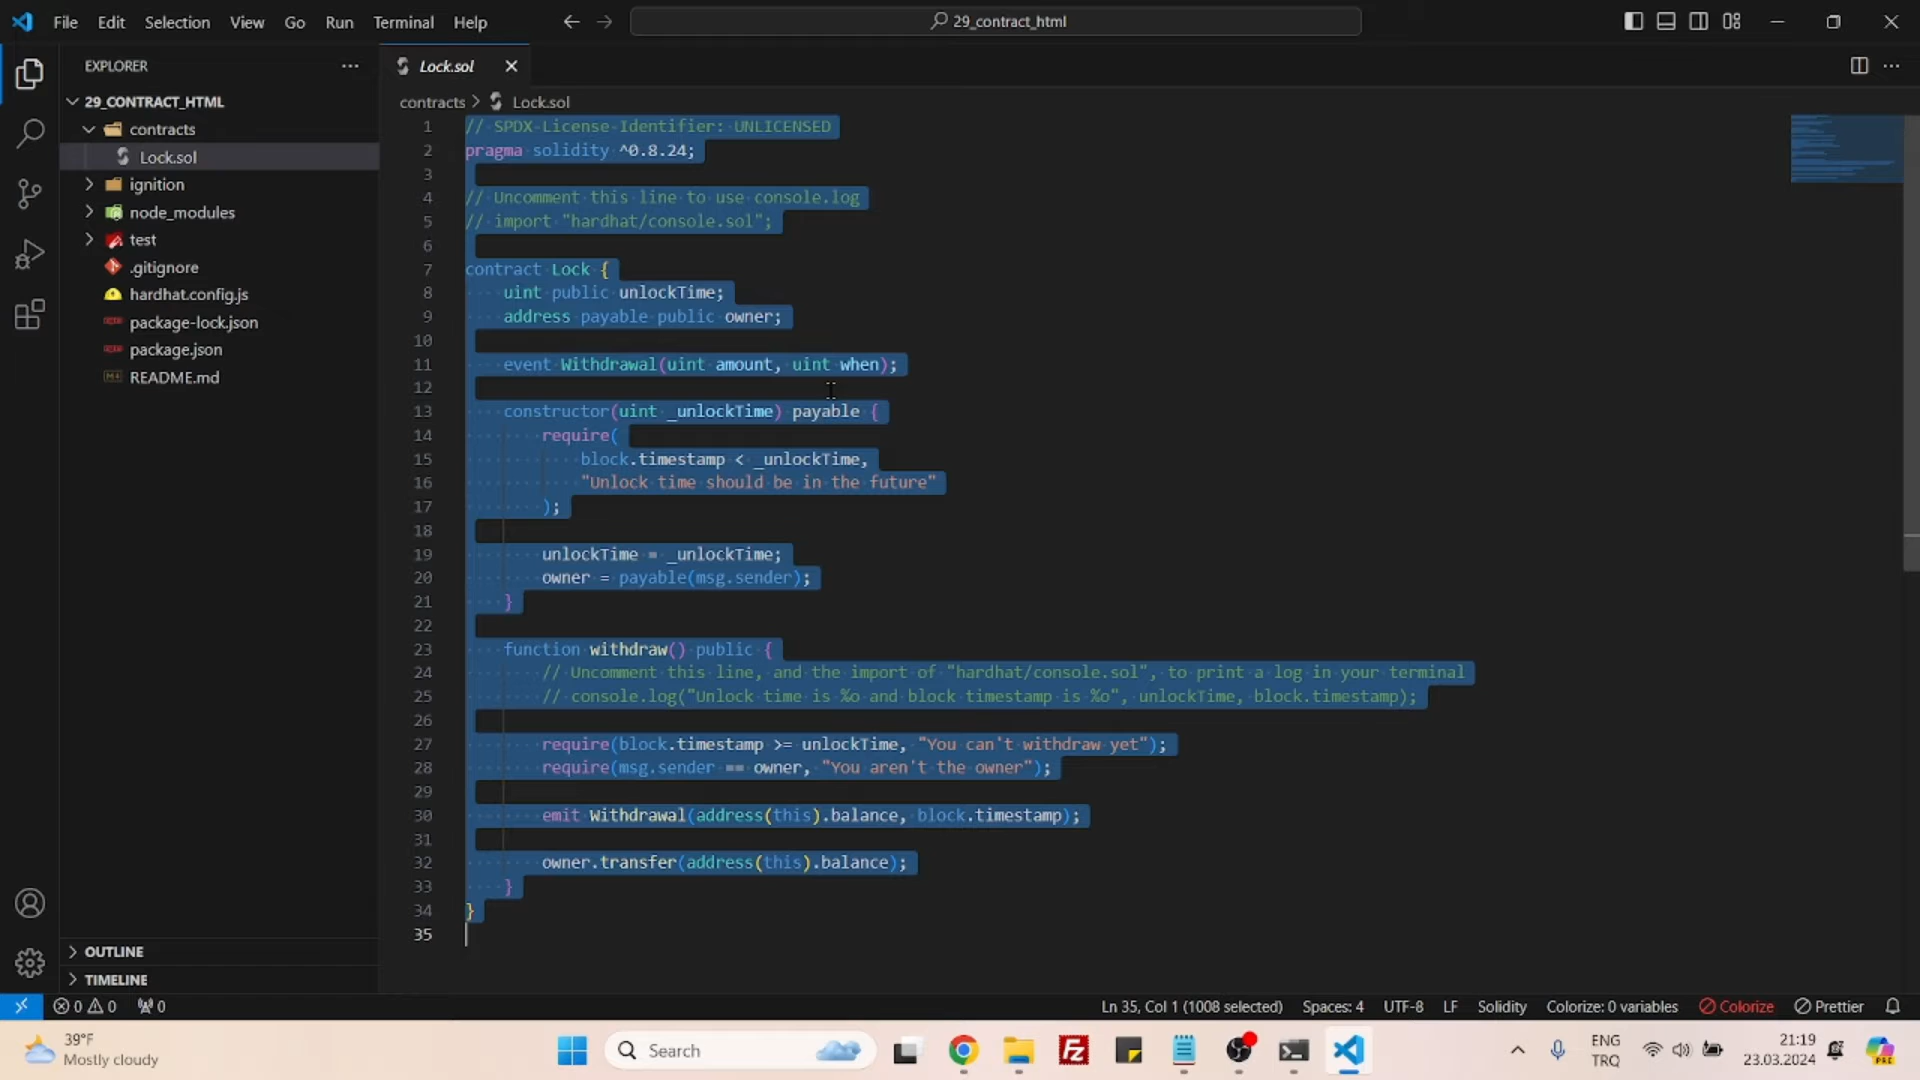 File Edit Selection View Go Run Terminal Help
29_contract_html
EXPLORER
29_CONTRACT_HTML
contracts
Lock.sol
ignition
node_modules
test
.gitignore
hardhat.config.js
package-lock.json
package.json
README.md
OUTLINE
TIMELINE
Lock.sol
contracts > Lock.sol
1 // SPDX-License-Identifier: UNLICENSED
2 pragma solidity ^0.8.24;
3
4 // Uncomment this line to use console.log
5 // import "hardhat/console.sol";
6
7 contract Lock {
8 uint public unlockTime;
9 address payable public owner;
10
11 event Withdrawal(uint amount, uint when);
12
13 constructor(uint _unlockTime) payable {
14 require(
15 block.timestamp < _unlockTime,
16 "Unlock time should be in the future"
17 );
18
19 unlockTime = _unlockTime;
20 owner = payable(msg.sender);
21 }
22
23 function withdraw() public {
24 // Uncomment this line, and the import of "hardhat/console.sol", to print a log in your terminal
25 // console.log("Unlock time is %o and block timestamp is %o", unlockTime, block.timestamp);
26
27 require(block.timestamp >= unlockTime, "You can't withdraw yet");
28 require(msg.sender == owner, "You aren't the owner");
29
30 emit Withdrawal(address(this).balance, block.timestamp);
31
32 owner.transfer(address(this).balance);
33 }
34 }
35
0 0 0 Ln 35, Col 1 (1008 selected) Spaces: 4 UTF-8 LF Solidity Colorize: 0 variables Colorize Prettier
39°F
Mostly cloudy
Search
ENG
TRQ
21:19
23.03.2024
PRE